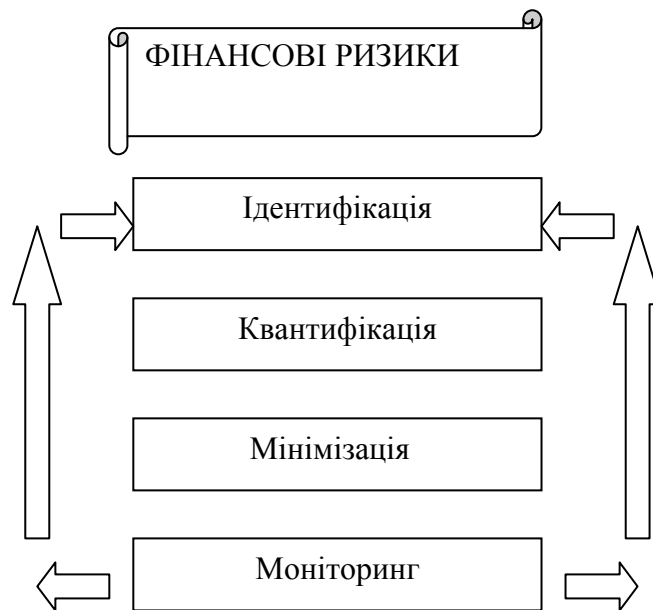 ФІНАНСОВІ РИЗИКИ
Ідентифікація
Квантифікація
Мінімізація
Моніторинг